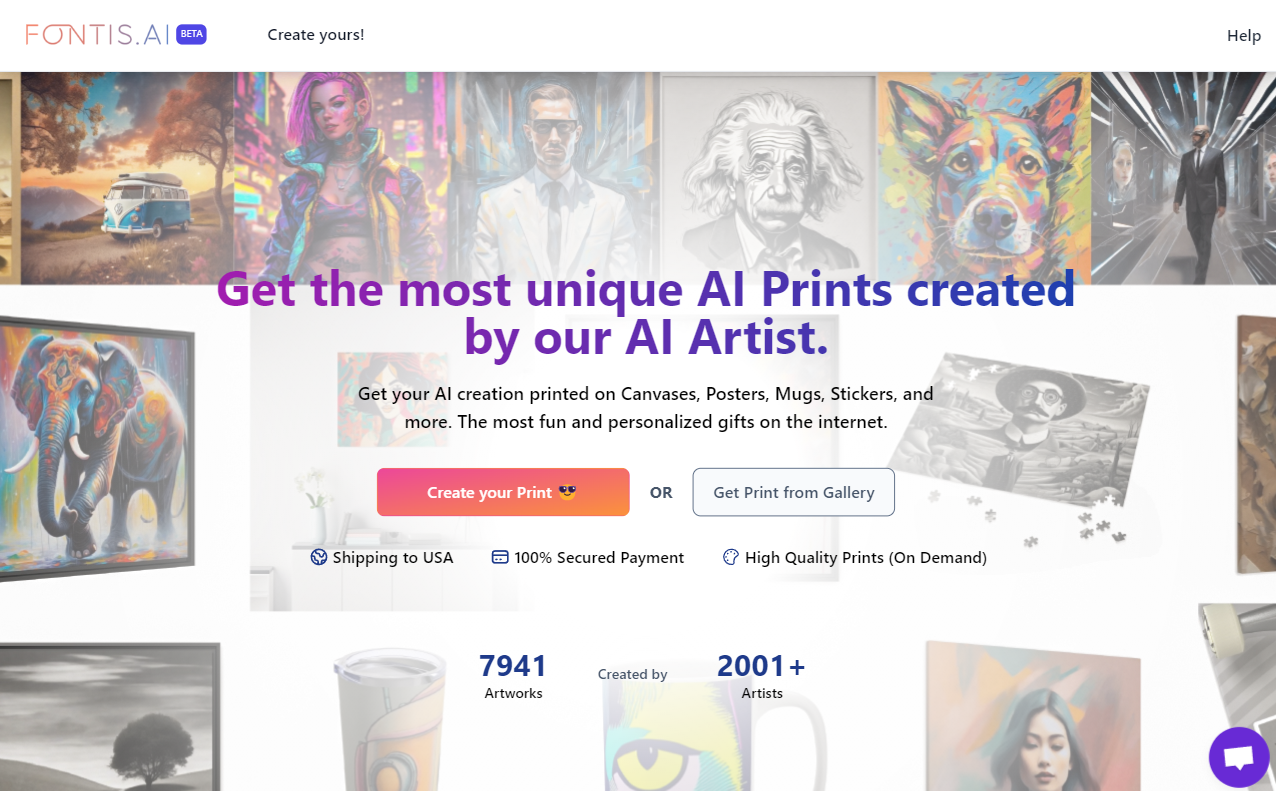 FONTIS.AI BETA
Create yours!
Help
Get the most unique AI Prints created
by our AI Artist.
Get your AI creation printed on Canvases, Posters, Mugs, Stickers, and
more. The most fun and personalized gifts on the internet.
Create your Print 😎
OR
Get Print from Gallery
Shipping to USA
100% Secured Payment
High Quality Prints (On Demand)
7941
Artworks
Created by
2001+
Artists